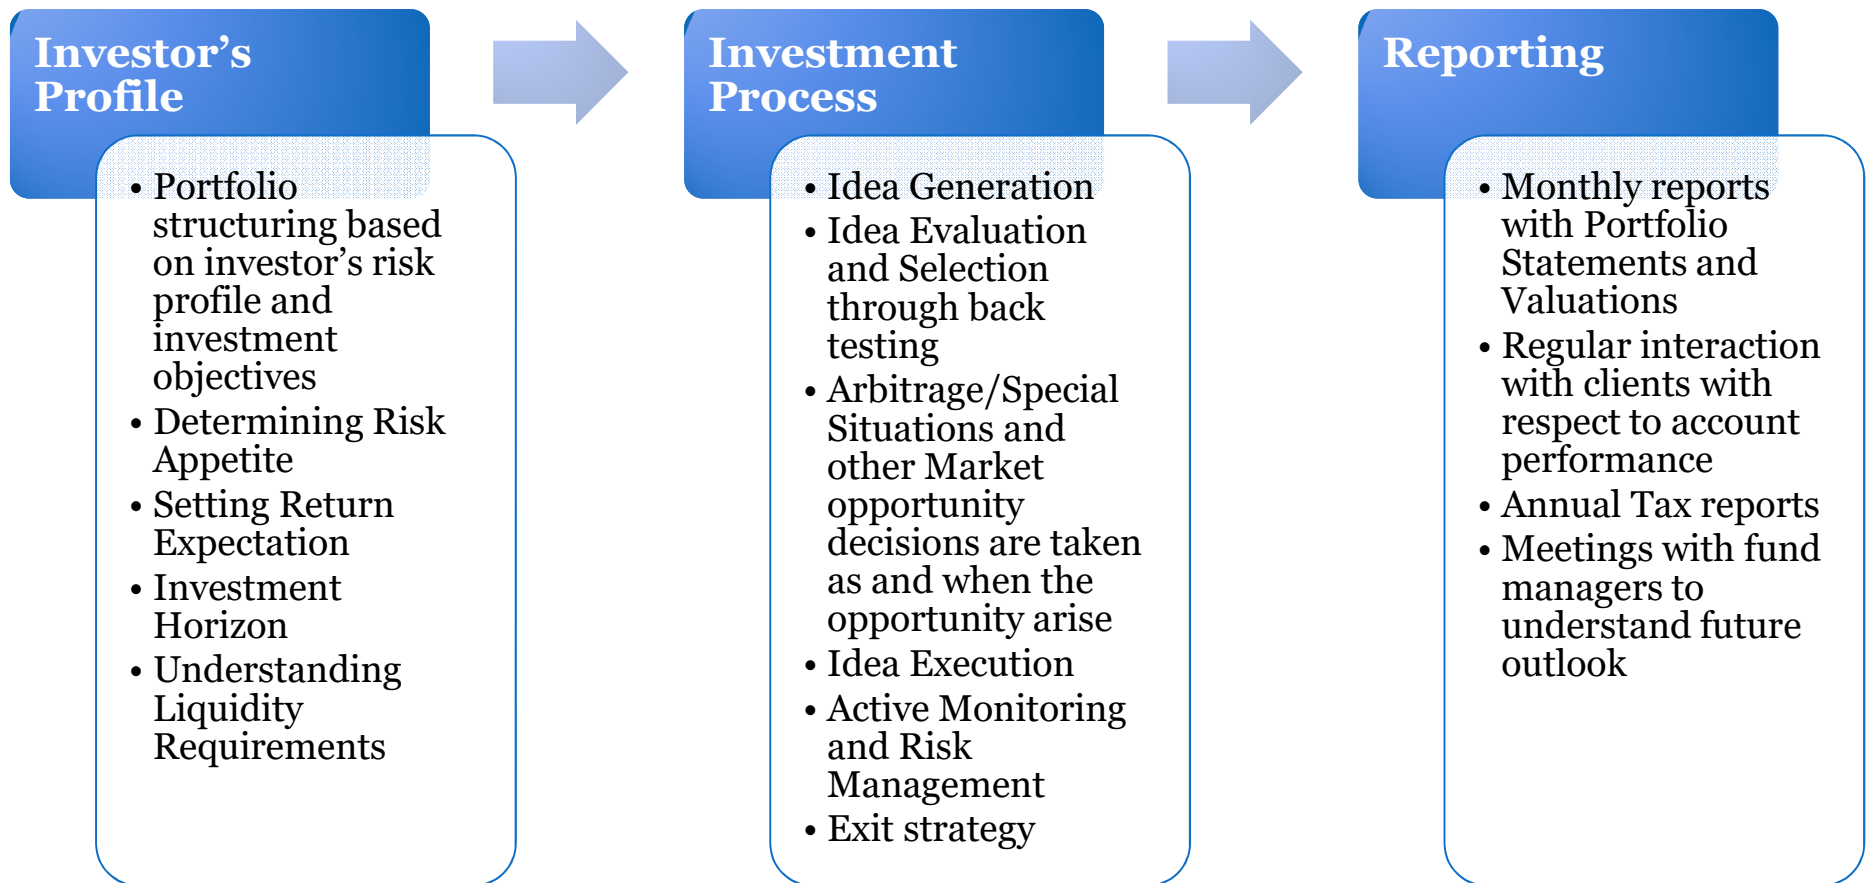 Investor’s
Profile
• Portfolio
structuring based
on investor’s risk
profile and
investment
objectives
• Determining Risk
Appetite
• Setting Return
Expectation
• Investment
Horizon
• Understanding
Liquidity
Requirements
Investment
Process
• Idea Generation
• Idea Evaluation
and Selection
through back
testing
• Arbitrage/Special
Situations and
other Market
opportunity
decisions are taken
as and when the
opportunity arise
• Idea Execution
• Active Monitoring
and Risk
Management
• Exit strategy
Reporting
• Monthly reports
with Portfolio
Statements and
Valuations
• Regular interaction
with clients with
respect to account
performance
• Annual Tax reports
• Meetings with fund
managers to
understand future
outlook